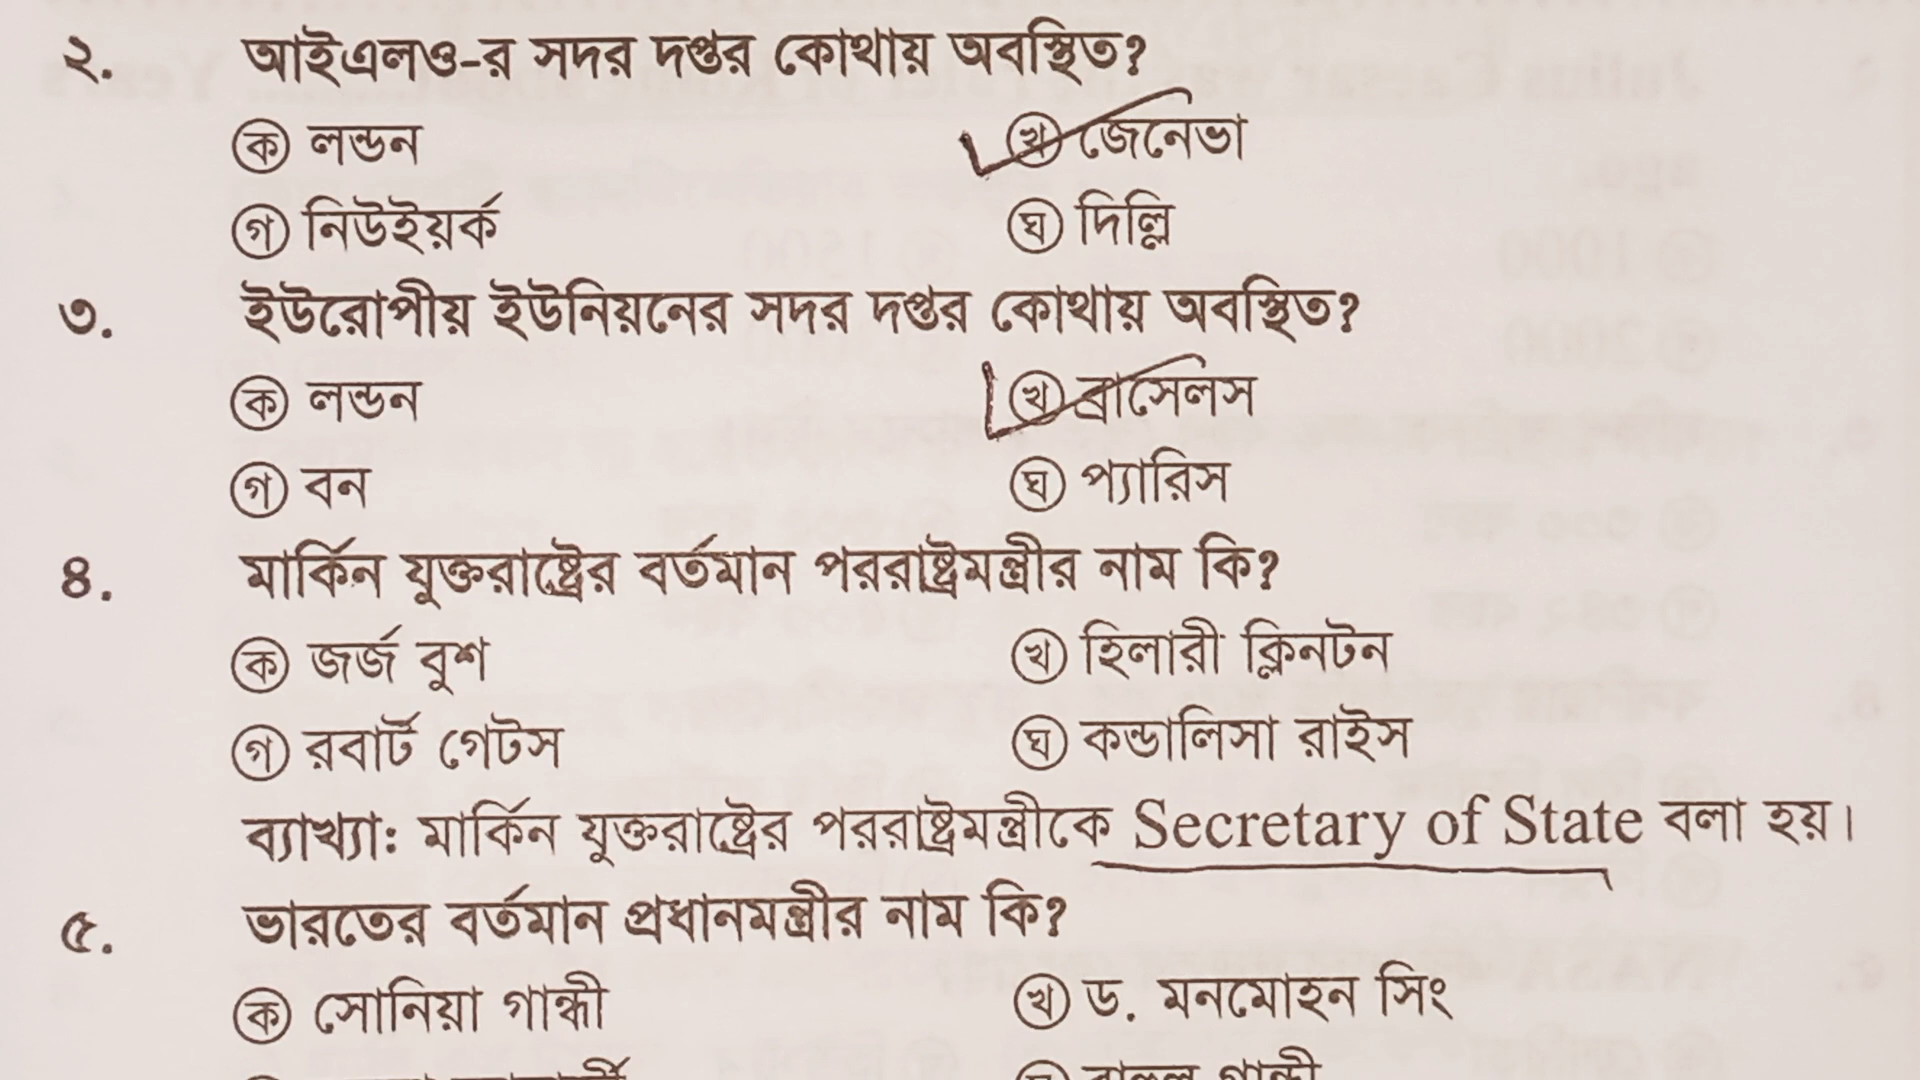 ২. আইএলও-র সদর দপ্তর কোথায় অবস্থিত?
ক লন্ডন খ জেনেভা
গ নিউইয়র্ক ঘ দিল্লি
৩. ইউরোপীয় ইউনিয়নের সদর দপ্তর কোথায় অবস্থিত?
ক লন্ডন খ ব্রাসেলস
গ বন ঘ প্যারিস
৪. মার্কিন যুক্তরাষ্ট্রের বর্তমান পররাষ্ট্রমন্ত্রীর নাম কি?
ক জর্জ বুশ খ হিলারী ক্লিনটন
গ রবার্ট গেটস ঘ কন্ডালিসা রাইস
ব্যাখ্যা: মার্কিন যুক্তরাষ্ট্রের পররাষ্ট্রমন্ত্রীকে Secretary of State বলা হয়।
৫. ভারতের বর্তমান প্রধানমন্ত্রীর নাম কি?
ক সোনিয়া গান্ধী খ ড. মনমোহন সিং
ঘ রাহুল গান্ধী